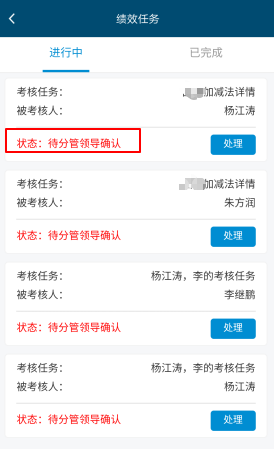 绩效任务
进行中
已完成
考核任务：
加减法详情
被考核人：
杨江涛
状态：待分管领导确认
处理
考核任务：
加减法详情
被考核人：
朱方润
状态：待分管领导确认
处理
考核任务：
杨江涛，李的考核任务
被考核人：
李继鹏
状态：待分管领导确认
处理
考核任务：
杨江涛，李的考核任务
被考核人：
杨江涛
状态：待分管领导确认
处理